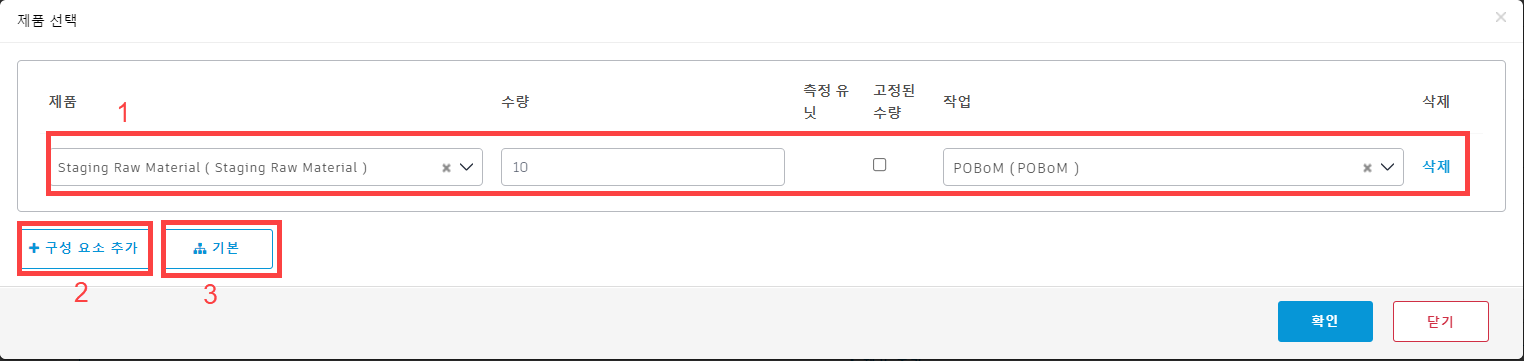 제품 선택
×
제품
수량
측정 유
닛
고정된
수량
작업
삭제
1
Staging Raw Material ( Staging Raw Material )
10
POBoM (POBoM )
삭제
구성 요소 추가
기본
2
3
확인
닫기